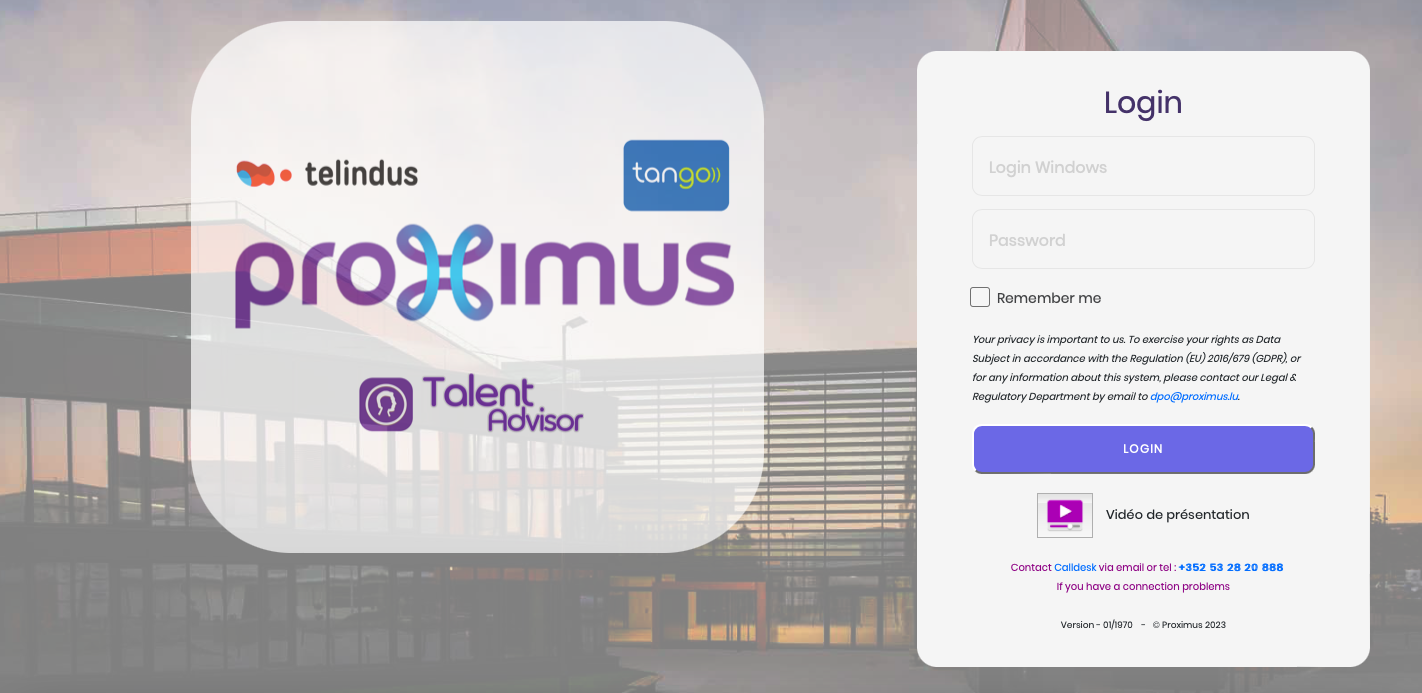 telindus
tango
proximus
Talent
Advisor
Login
Login Windows
Password
Remember me
Your privacy is important to us. To exercise your rights as Data
Subject in accordance with the Regulation (EU) 2016/679 (GDPR), or
for any information about this system, please contact our Legal &
Regulatory Department by email to dpo@proximus.lu.
LOGIN
Vidéo de présentation
Contact Calldesk via email or tel : +352 53 28 20 888
If you have a connection problems
Version - 01/1970 - © Proximus 2023